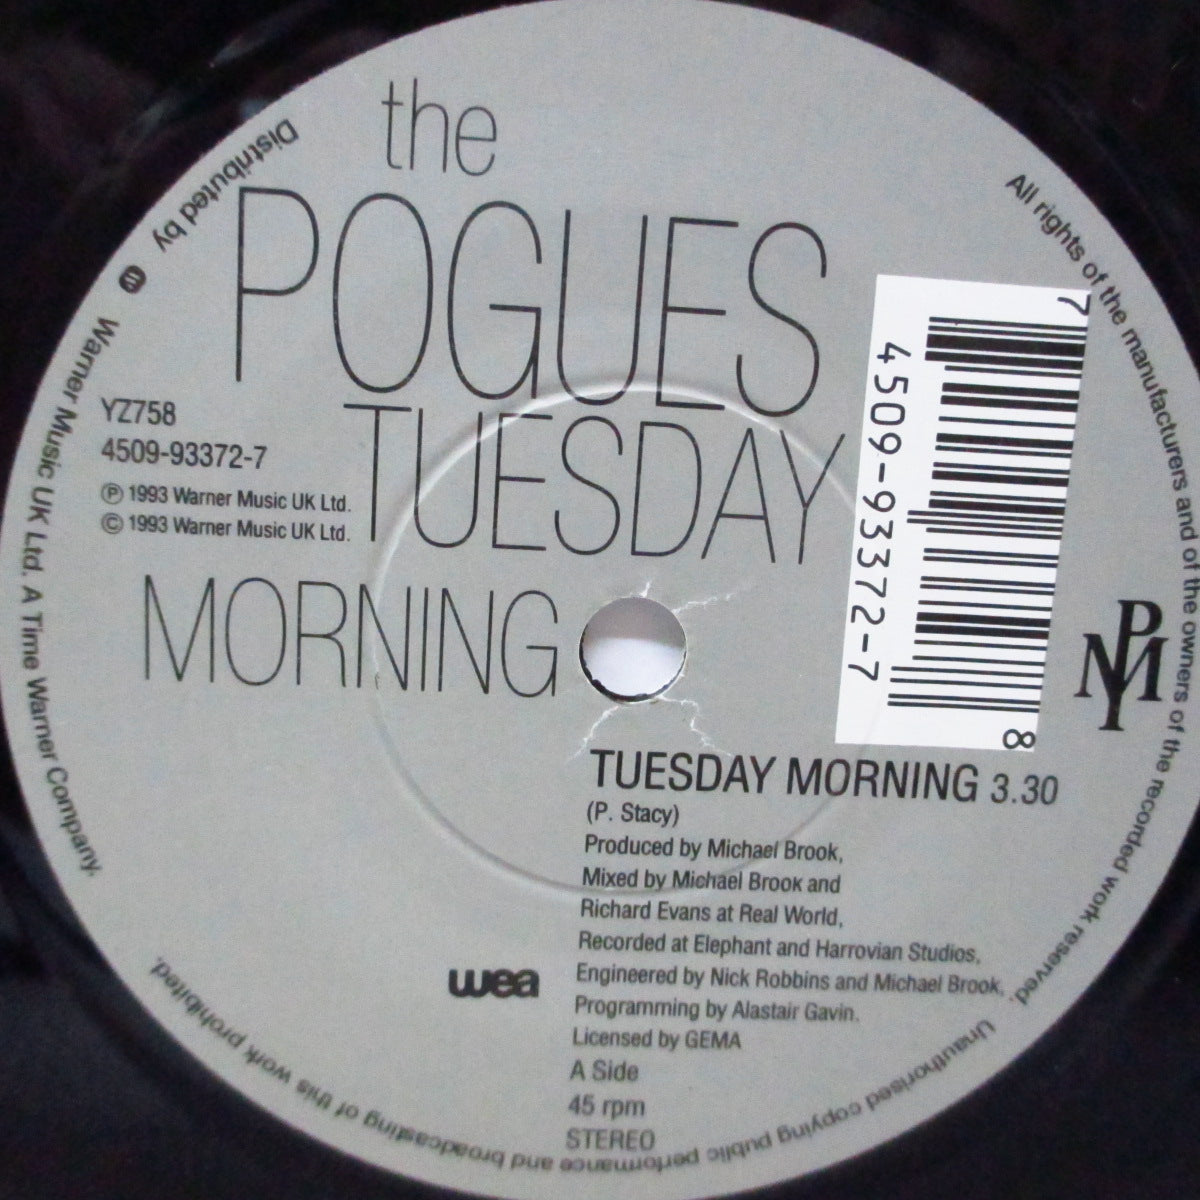 the
POGUES
TUESDAY
MORNING
YZ758
4509-93372-7
Ⓟ 1993 Warner Music UK Ltd.
© 1993 Warner Music UK Ltd.
7
4509-93372-7
8
MPY
TUESDAY MORNING 3.30
(P. Stacy)
Produced by Michael Brook,
Mixed by Michael Brook and
Richard Evans at Real World,
Recorded at Elephant and Harrovian Studios,
Engineered by Nick Robbins and Michael Brook,
Programming by Alastair Gavin.
Licensed by GEMA
A Side
45 rpm
STEREO
wea
All rights of the manufacturers and of the owners of the recorded work reserved. Unauthorised copying public performance and broadcasting of this work prohibited.
Distributed by Warner Music UK Ltd. A Time Warner Company.